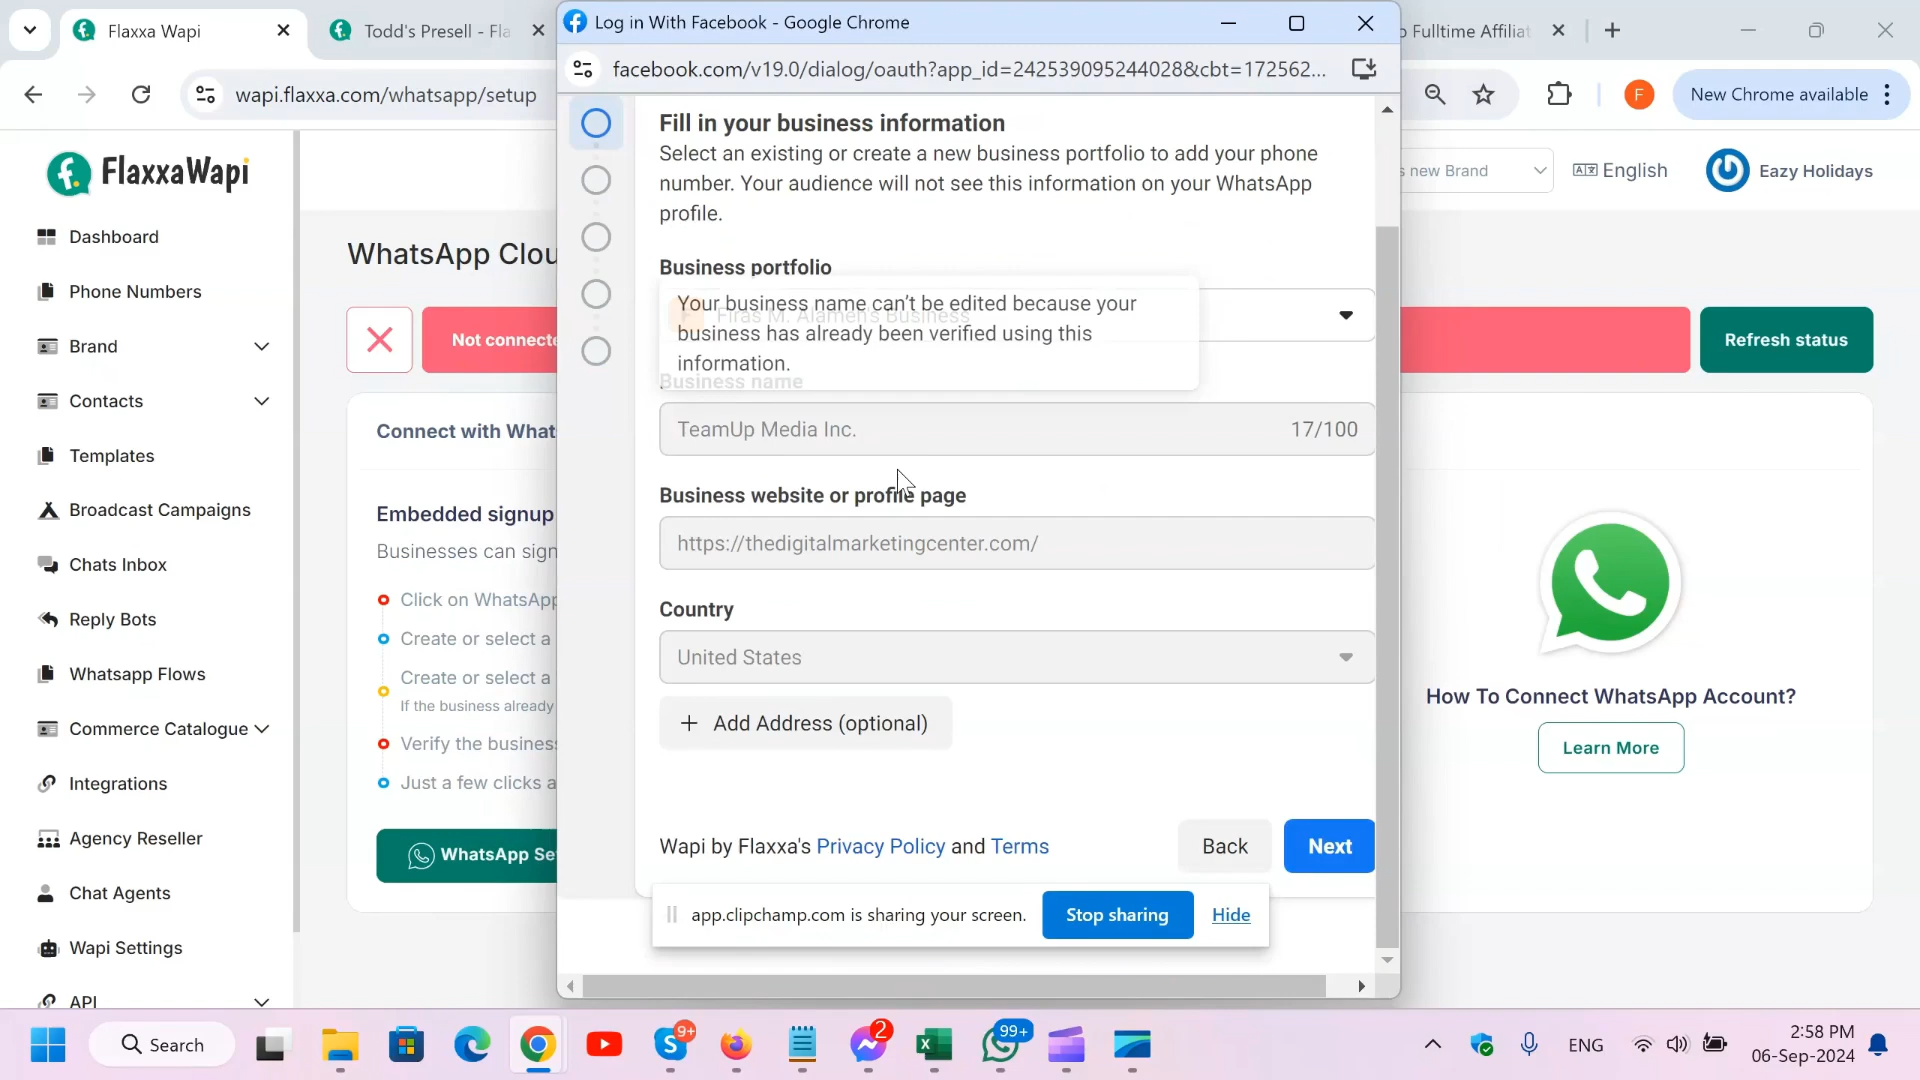 Flaxxa Wapi
Todd's Presell - Fla
Log in With Facebook - Google Chrome
Fulltime Affiliat
wapi.flaxxa.com/whatsapp/setup
facebook.com/v19.0/dialog/oauth?app_id=242539095244028&cbt=172562...
F
New Chrome available
FlaxxaWapi
new Brand
English
Eazy Holidays
Dashboard
Phone Numbers
Brand
Contacts
Templates
Broadcast Campaigns
Chats Inbox
Reply Bots
Whatsapp Flows
Commerce Catalogue
Integrations
Agency Reseller
Chat Agents
Wapi Settings
API
WhatsApp Clou
Not connecte
Refresh status
Connect with What
Embedded signup
Businesses can sign
Click on WhatsApp
Create or select a
Create or select a
If the business already
Verify the business
Just a few clicks a
WhatsApp Se
Fill in your business information
Select an existing or create a new business portfolio to add your phone
number. Your audience will not see this information on your WhatsApp
profile.
Business portfolio
Firas M. Alamen's Business
Your business name can't be edited because your
business has already been verified using this
information.
Business name
TeamUp Media Inc.
17/100
Business website or profile page
https://thedigitalmarketingcenter.com/
Country
United States
+ Add Address (optional)
Wapi by Flaxxa's Privacy Policy and Terms
Back
Next
app.clipchamp.com is sharing your screen.
Stop sharing
Hide
How To Connect WhatsApp Account?
Learn More
Search
9+
2
99+
ENG
2:58 PM
06-Sep-2024